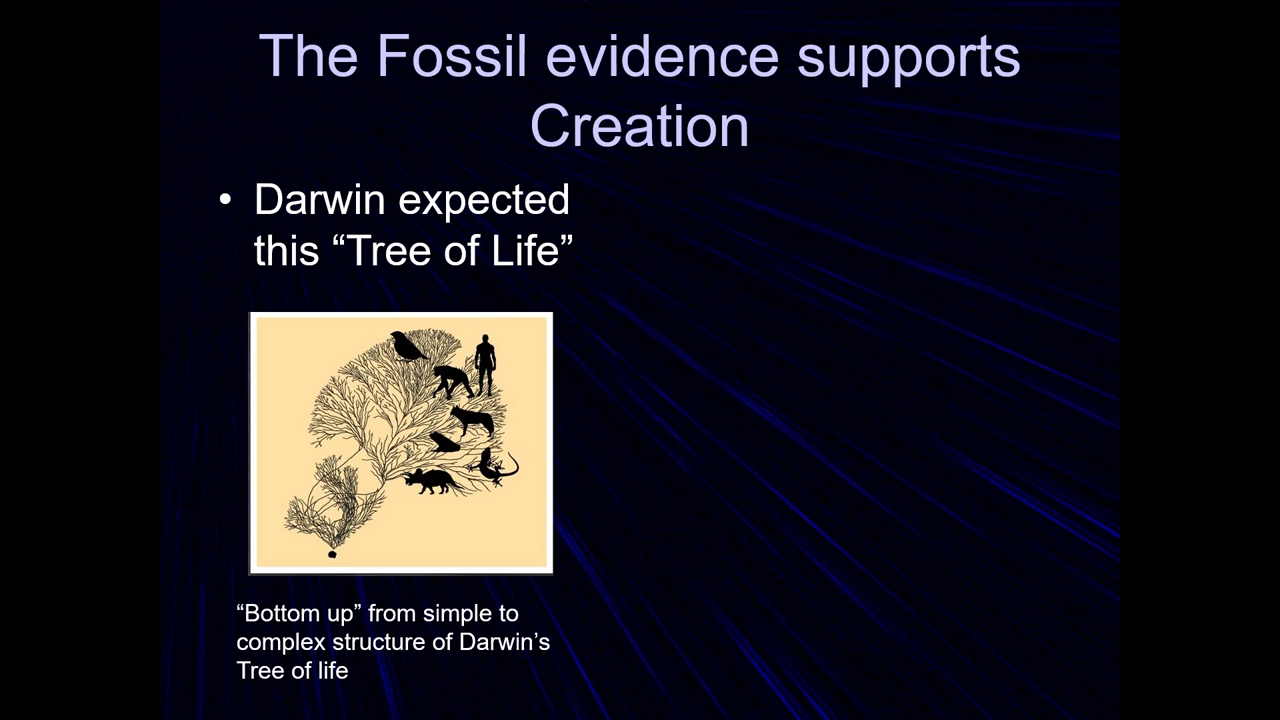 The Fossil evidence supports
Creation
• Darwin expected
this “Tree of Life”
“Bottom up” from simple to
complex structure of Darwin’s
Tree of life